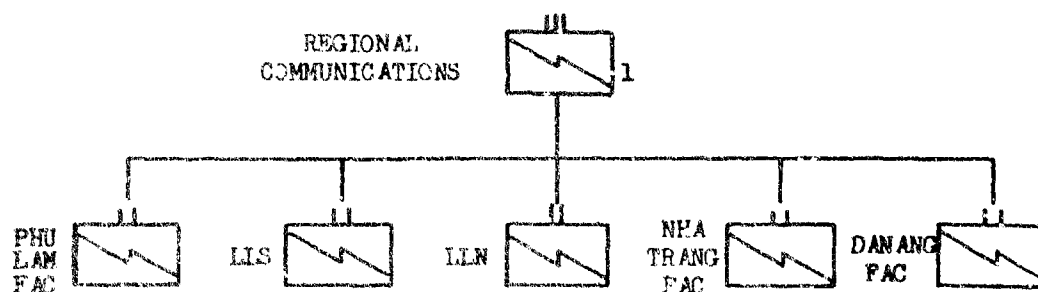 REGIONAL
COMMUNICATIONS
1
PHU
LAM
FAC
LLS
LLN
NHA
TRANG
FAC
DANANG
FAC